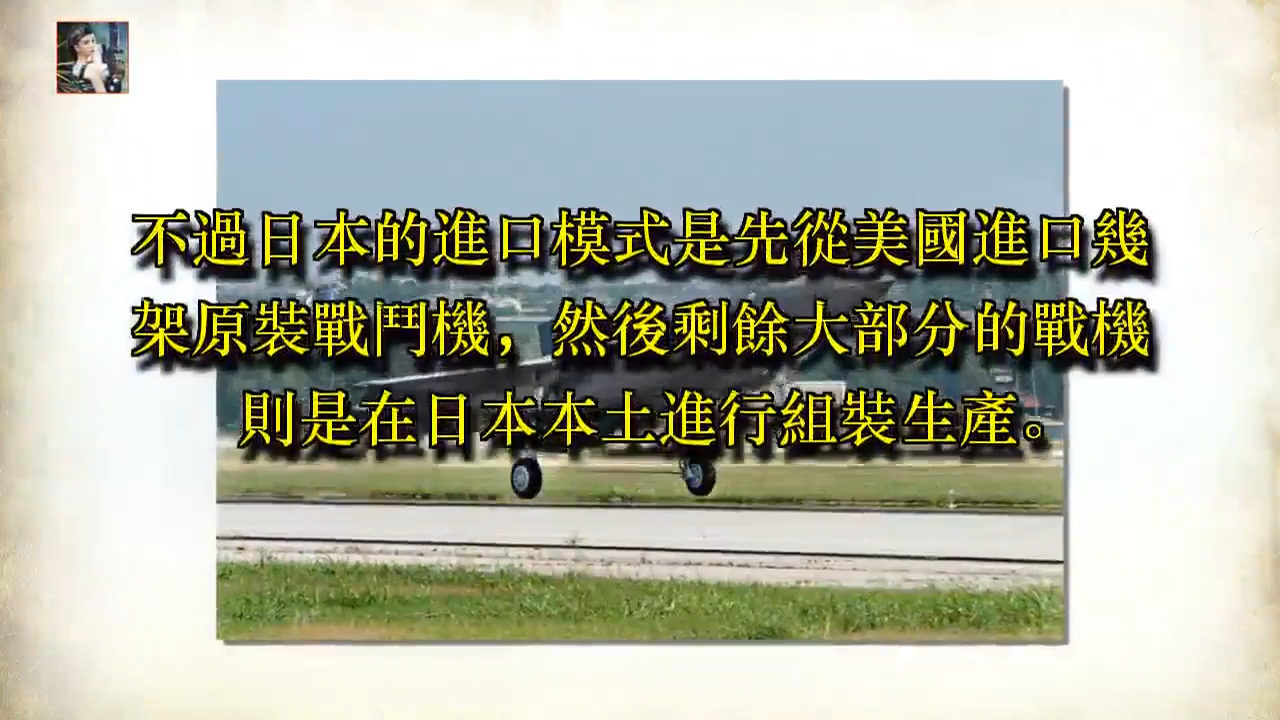 不過日本的進口模式是先從美國進口幾
架原裝戰鬥機，然後剩餘大部分的戰機
則是在日本本土進行組裝生產。